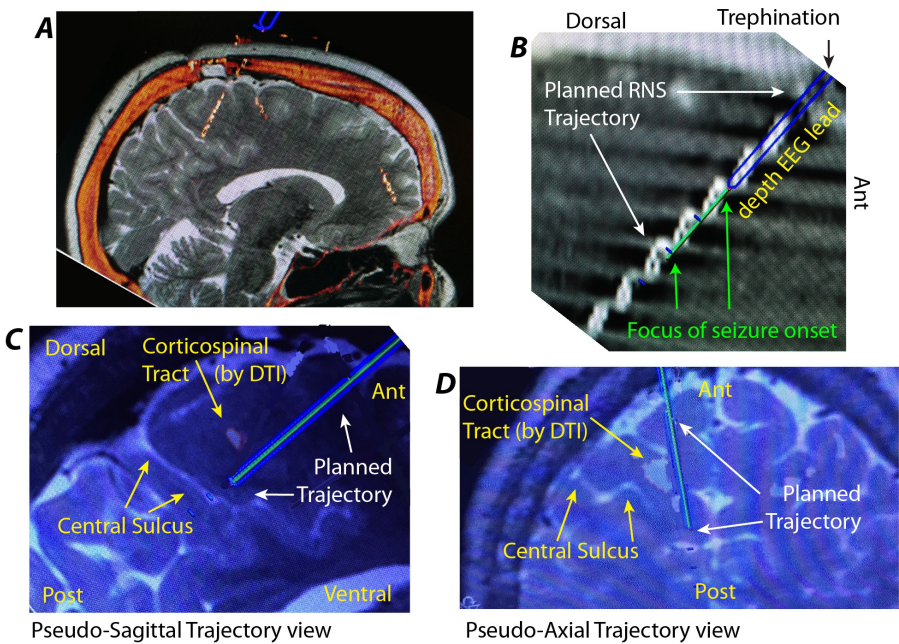 A
B
Dorsal
Trephination
Planned RNS
Trajectory
depth EEG lead
Ant
Focus of seizure onset
C
Dorsal
Corticospinal
Tract (by DTI)
Ant
Planned
Trajectory
Central Sulcus
Post
Ventral
Pseudo-Sagittal Trajectory view
D
Ant
Corticospinal
Tract (by DTI)
Planned
Trajectory
Central Sulcus
Post
Pseudo-Axial Trajectory view